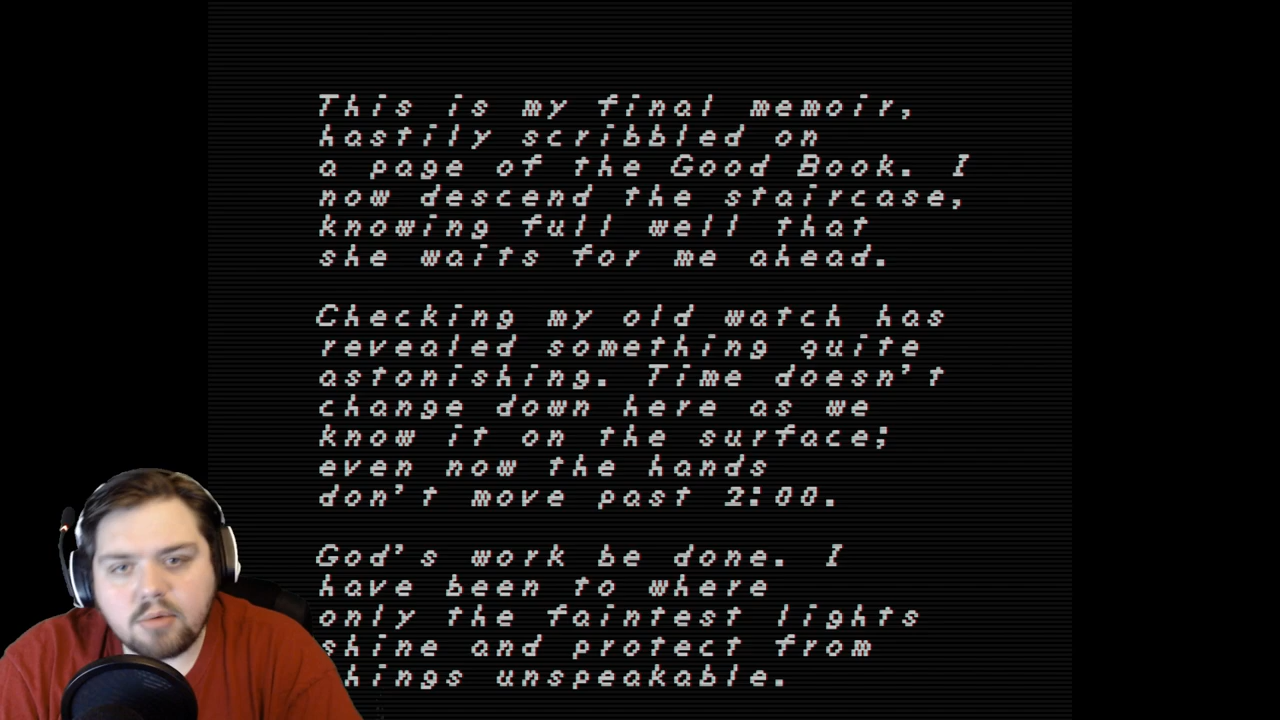 This is my final memoir,
hastily scribbled on
a page of the Good Book. I
now descend the staircase,
knowing full well that
she waits for me ahead.
Checking my old watch has
revealed something quite
astonishing. Time doesn't
change down here as we
know it on the surface;
even now the hands
don't move past 2:00.
God's work be done. I
have been to where
only the faintest lights
shine and protect from
hings unspeakable.